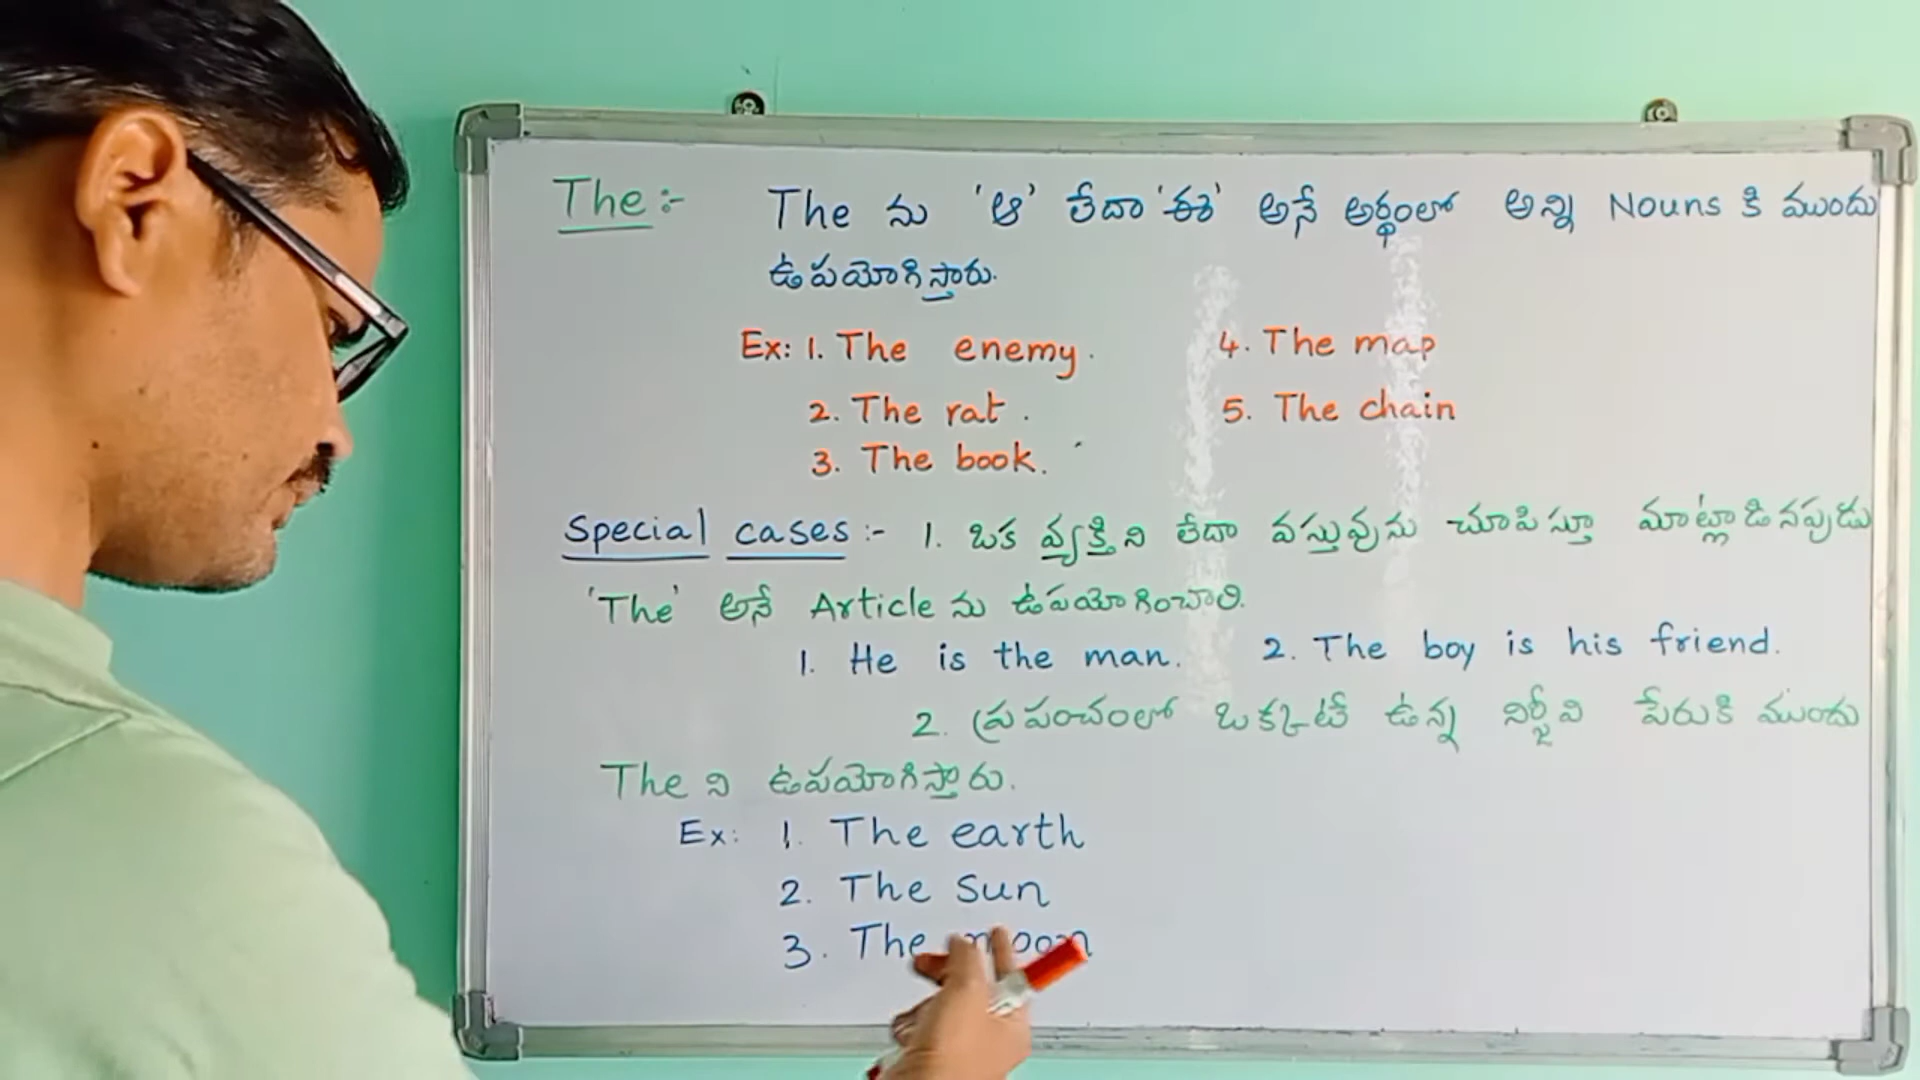 The :- The ను 'ఆ' లేదా 'ఈ' అనే అర్థంలో అన్ని Nouns కి ముందు
ఉపయోగిస్తారు.
Ex: 1. The enemy. 4. The map
2. The rat. 5. The chain
3. The book.
Special cases :- 1. ఒక వ్యక్తిని లేదా వస్తువును చూపిస్తూ మాట్లాడినప్పుడు
'The' అనే Article ను ఉపయోగించాలి.
1. He is the man. 2. The boy is his friend.
2. ప్రపంచంలో ఒక్కటే ఉన్న నిర్జీవి పేరుకి ముందు
The ని ఉపయోగిస్తారు.
Ex: 1. The earth
2. The Sun
3. The moon